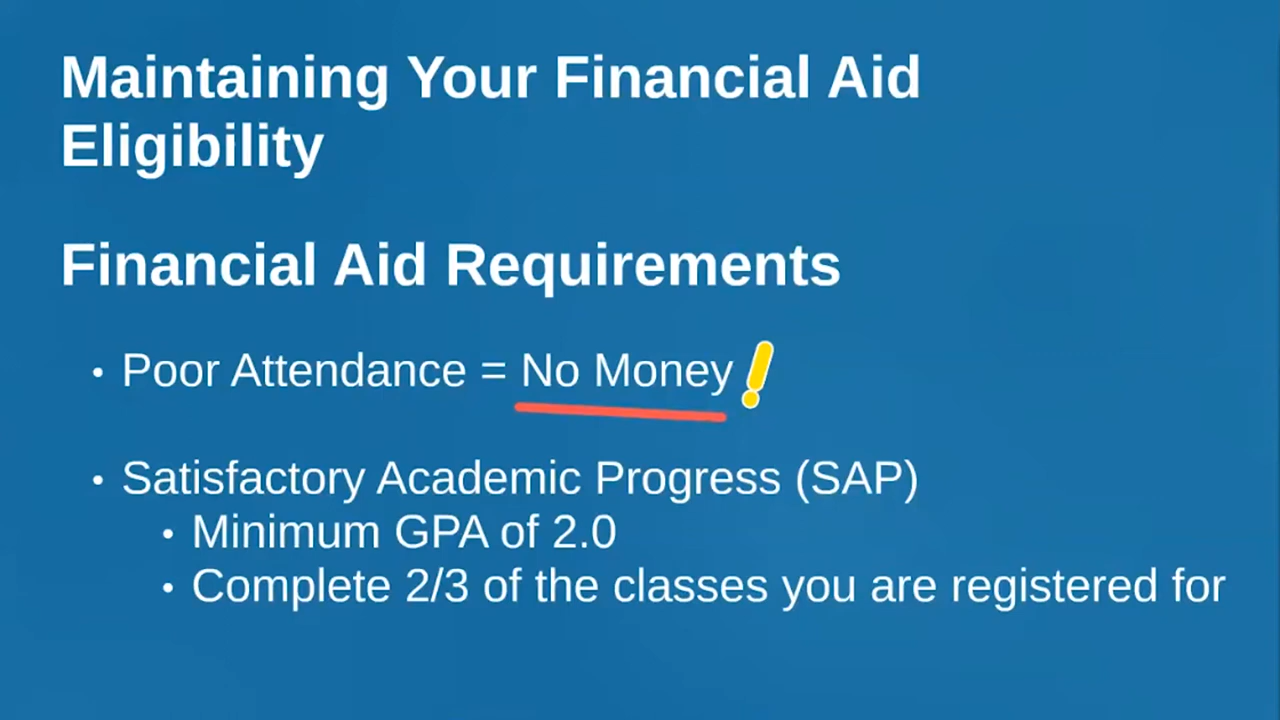 Maintaining Your Financial Aid
Eligibility
Financial Aid Requirements
• Poor Attendance = No Money!
• Satisfactory Academic Progress (SAP)
• Minimum GPA of 2.0
• Complete 2/3 of the classes you are registered for